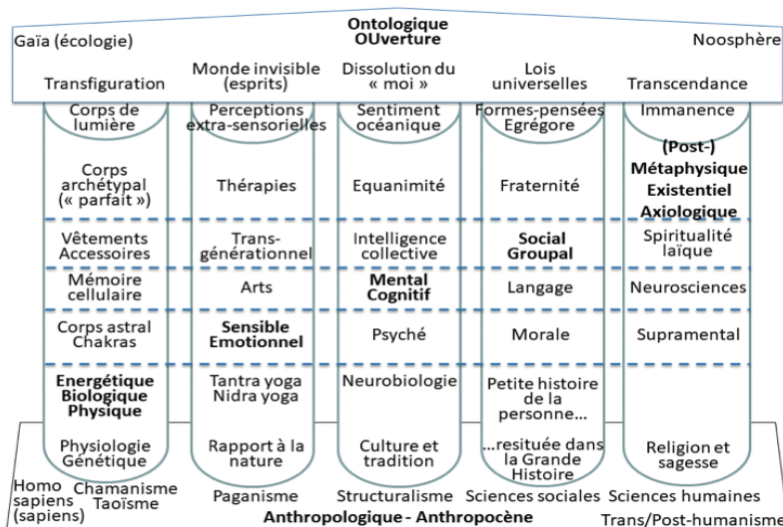 Ontologique
OUverture
Gaïa (écologie)
Noosphère
Transfiguration
Monde invisible
(esprits)
Dissolution du
« moi »
Lois
universelles
Transcendance
Corps de
lumière
Perceptions
extra-sensorielles
Sentiment
océanique
Formes-pensées
Egrégore
Immanence
Corps
archétypal
(« parfait »)
Thérapies
Equanimité
Fraternité
(Post-)
Métaphysique
Existentiel
Axiologique
Vêtements
Accessoires
Trans-
générationnel
Intelligence
collective
Social
Groupal
Spiritualité
laïque
Mémoire
cellulaire
Arts
Mental
Cognitif
Langage
Neurosciences
Corps astral
Chakras
Sensible
Emotionnel
Psyché
Morale
Supramental
Energétique
Biologique
Physique
Tantra yoga
Nidra yoga
Neurobiologie
Petite histoire
de la
personne…
Physiologie
Génétique
Rapport à la
nature
Culture et
tradition
…resituée dans
la Grande
Histoire
Religion et
sagesse
Homo
sapiens
(sapiens)
Chamanisme
Taoïsme
Paganisme
Structuralisme
Sciences sociales
Sciences humaines
Anthropologique - Anthropocène
Trans/Post-humanisme